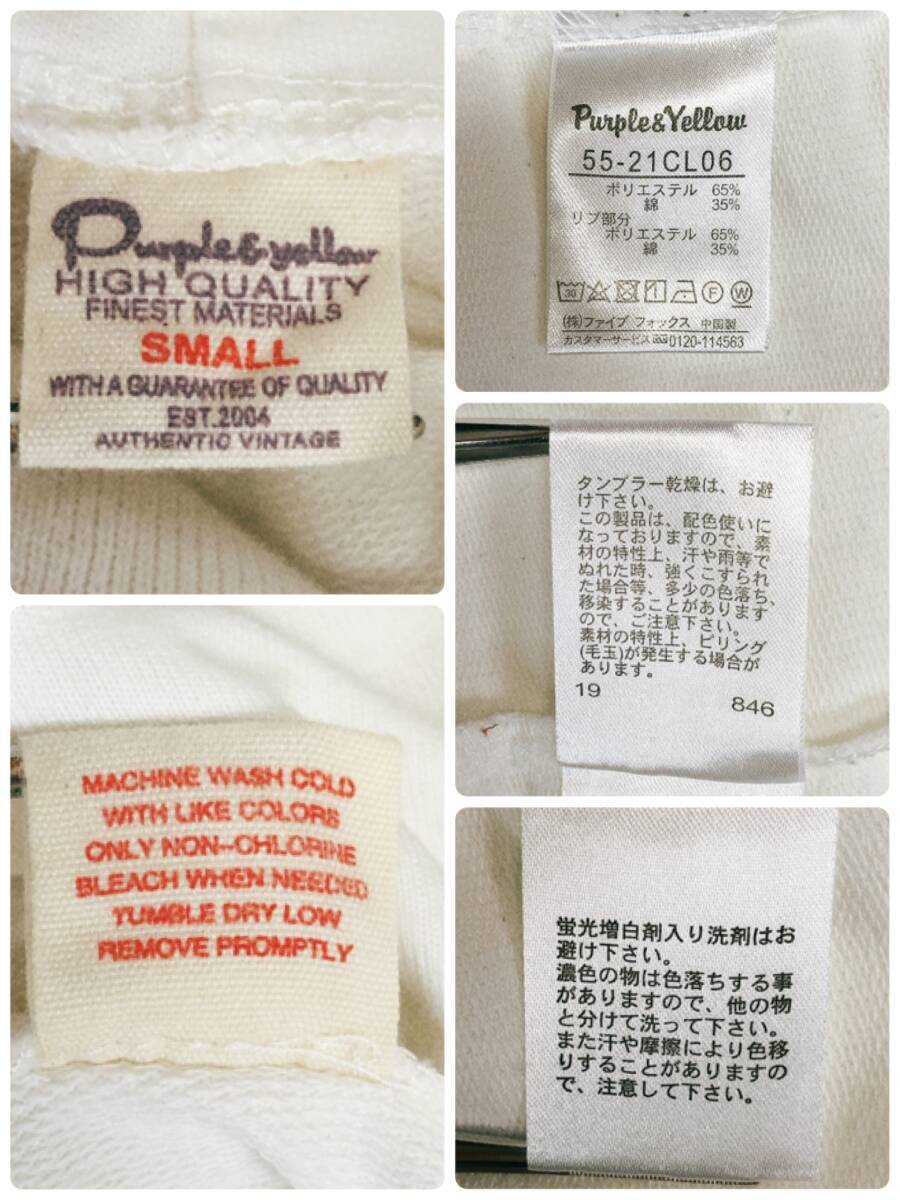 Purple & yellow
HIGH QUALITY
FINEST MATERIALS
SMALL
WITH A GUARANTEE OF QUALITY
EST.2004
AUTHENTIC VINTAGE
MACHINE WASH COLD
WITH LIKE COLORS
ONLY NON-CHLORINE
BLEACH WHEN NEEDED
TUMBLE DRY LOW
REMOVE PROMPTLY
Purple&Yellow
55-21CL06
ポリエステル 65%
綿 35%
リブ部分
ポリエステル 65%
綿 35%
30 F W
(株)ファイブ フォックス 中国製
カスタマーサービス 0120-114563
タンブラー乾燥は、お避
け下さい。
この製品は、配色使いに
なっておりますので、素
材の特性上、汗や雨等で
ぬれた時、強くこすられ
た場合等、多少の色落ち、
移染することがあります
ので、ご注意下さい。
素材の特性上、ピリング
(毛玉)が発生する場合が
あります。
19 846
蛍光増白剤入り洗剤はお
避け下さい。
濃色の物は色落ちする事
がありますので、他の物
と分けて洗って下さい。
また汗や摩擦により色移
りすることがありますの
で、注意して下さい。